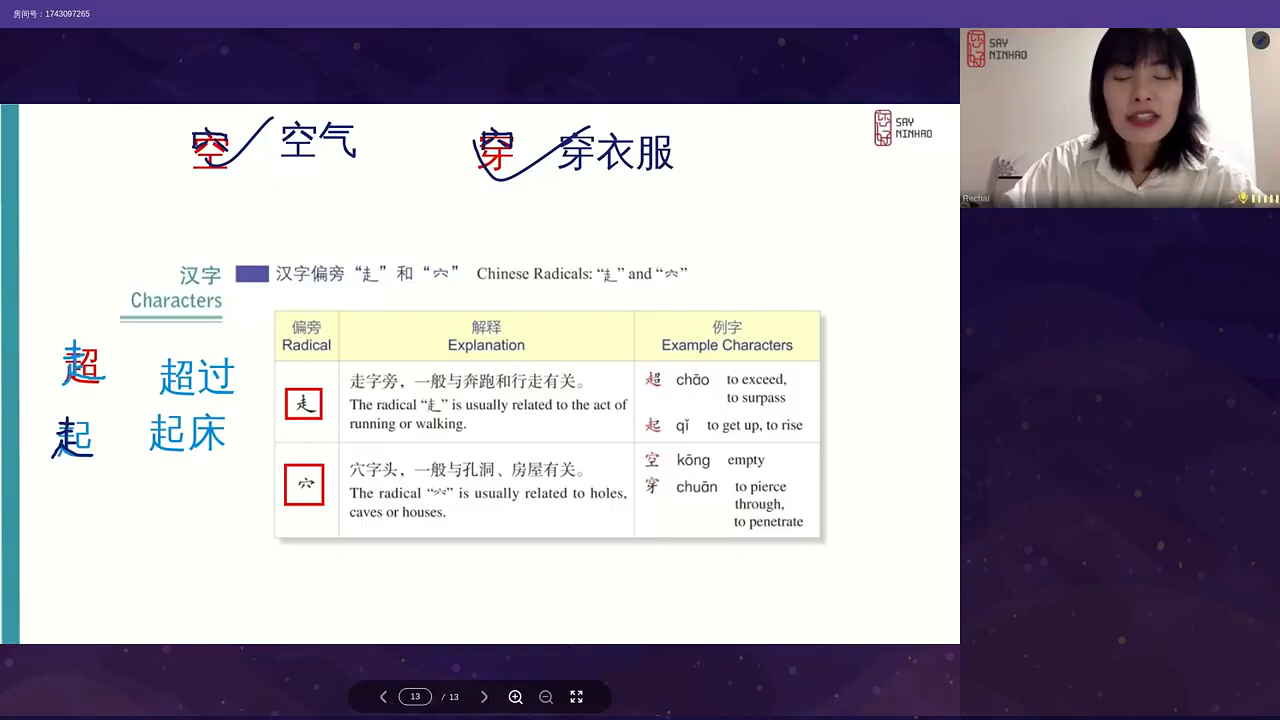 房间号：1743097265
SAY
NINHAO
空 空气
穿 穿衣服
SAY
NINHAO
Rechal
汉字
Characters
汉字偏旁“走”和“穴” Chinese Radicals: “走” and “穴”
偏旁
Radical
解释
Explanation
例字
Example Characters
走
走字旁，一般与奔跑和行走有关。
The radical “走” is usually related to the act of
running or walking.
超 chāo to exceed,
to surpass
起 qǐ to get up, to rise
穴
穴字头，一般与孔洞、房屋有关。
The radical “穴” is usually related to holes,
caves or houses.
空 kōng empty
穿 chuān to pierce
through,
to penetrate
超 超过
起 起床
13 / 13